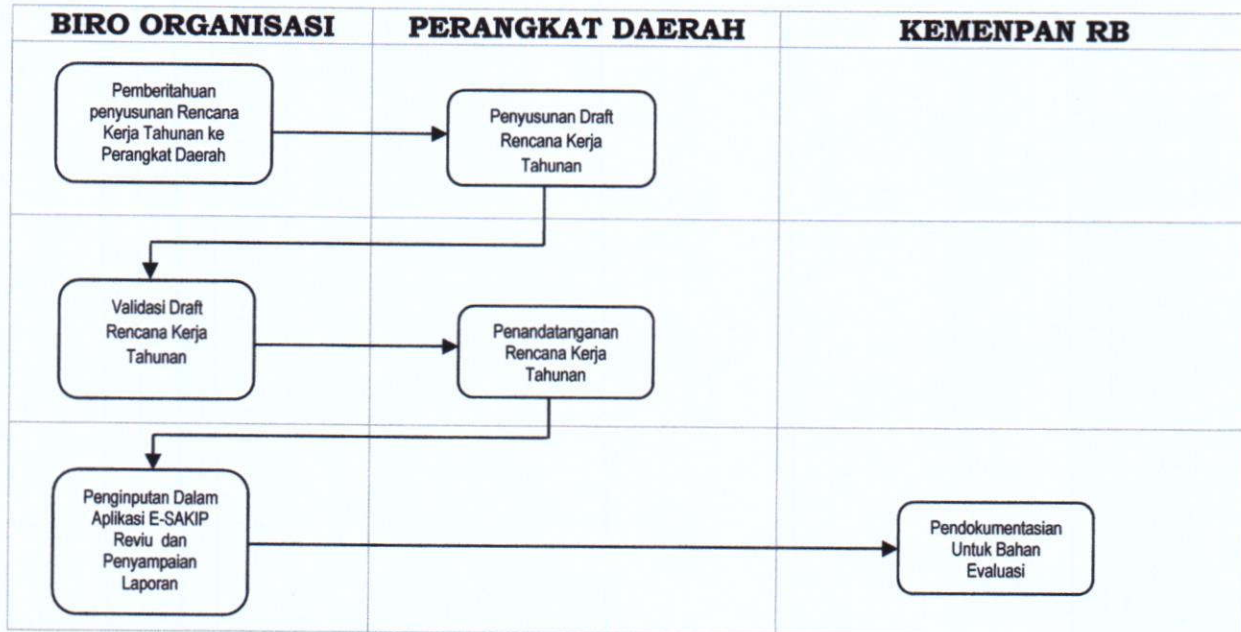 BIRO ORGANISASI
PERANGKAT DAERAH
KEMENPAN RB
Pemberitahuan
penyusunan Rencana
Kerja Tahunan ke
Perangkat Daerah
Penyusunan Draft
Rencana Kerja
Tahunan
Validasi Draft
Rencana Kerja
Tahunan
Penandatanganan
Rencana Kerja
Tahunan
Penginputan Dalam
Aplikasi E-SAKIP
Reviu dan
Penyampaian
Laporan
Pendokumentasian
Untuk Bahan
Evaluasi